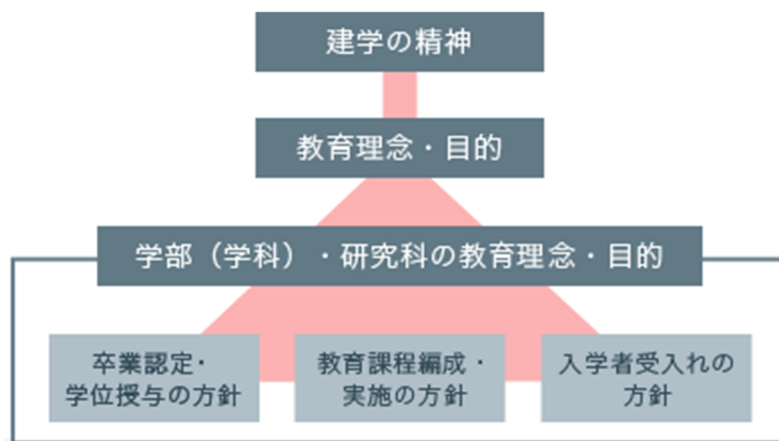 建学の精神
教育理念・目的
学部（学科）・研究科の教育理念・目的
卒業認定・
学位授与の方針
教育課程編成・
実施の方針
入学者受入れの
方針